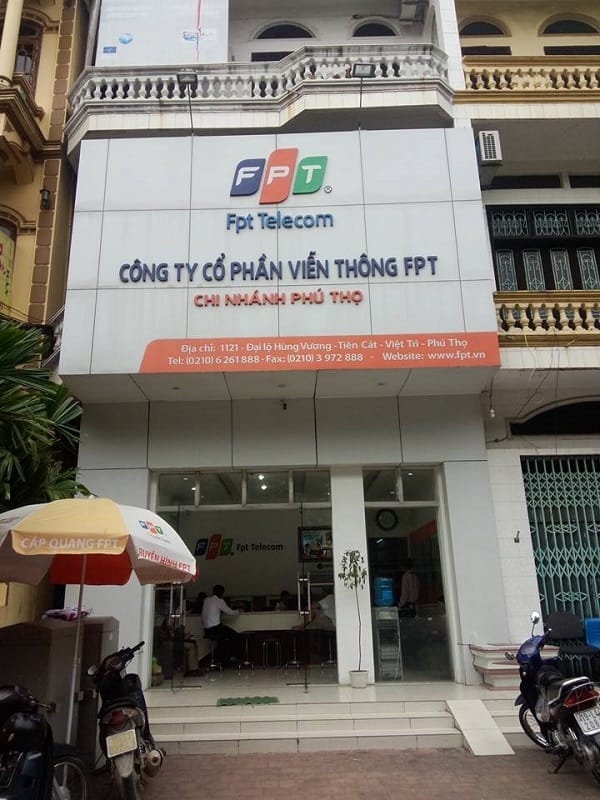 FPT
®
Fpt Telecom
CÔNG TY CỔ PHẦN VIỄN THÔNG FPT
CHI NHÁNH PHÚ THỌ
Địa chỉ: 1121 - Đại lộ Hùng Vương - Tiên Cát - Việt Trì - Phú Thọ
Tel: (0210) 6 261 888 - Fax: (0210) 3 972 888 - Website: www.fpt.vn
FPT Fpt Telecom
CÁP QUANG FPT
FPT